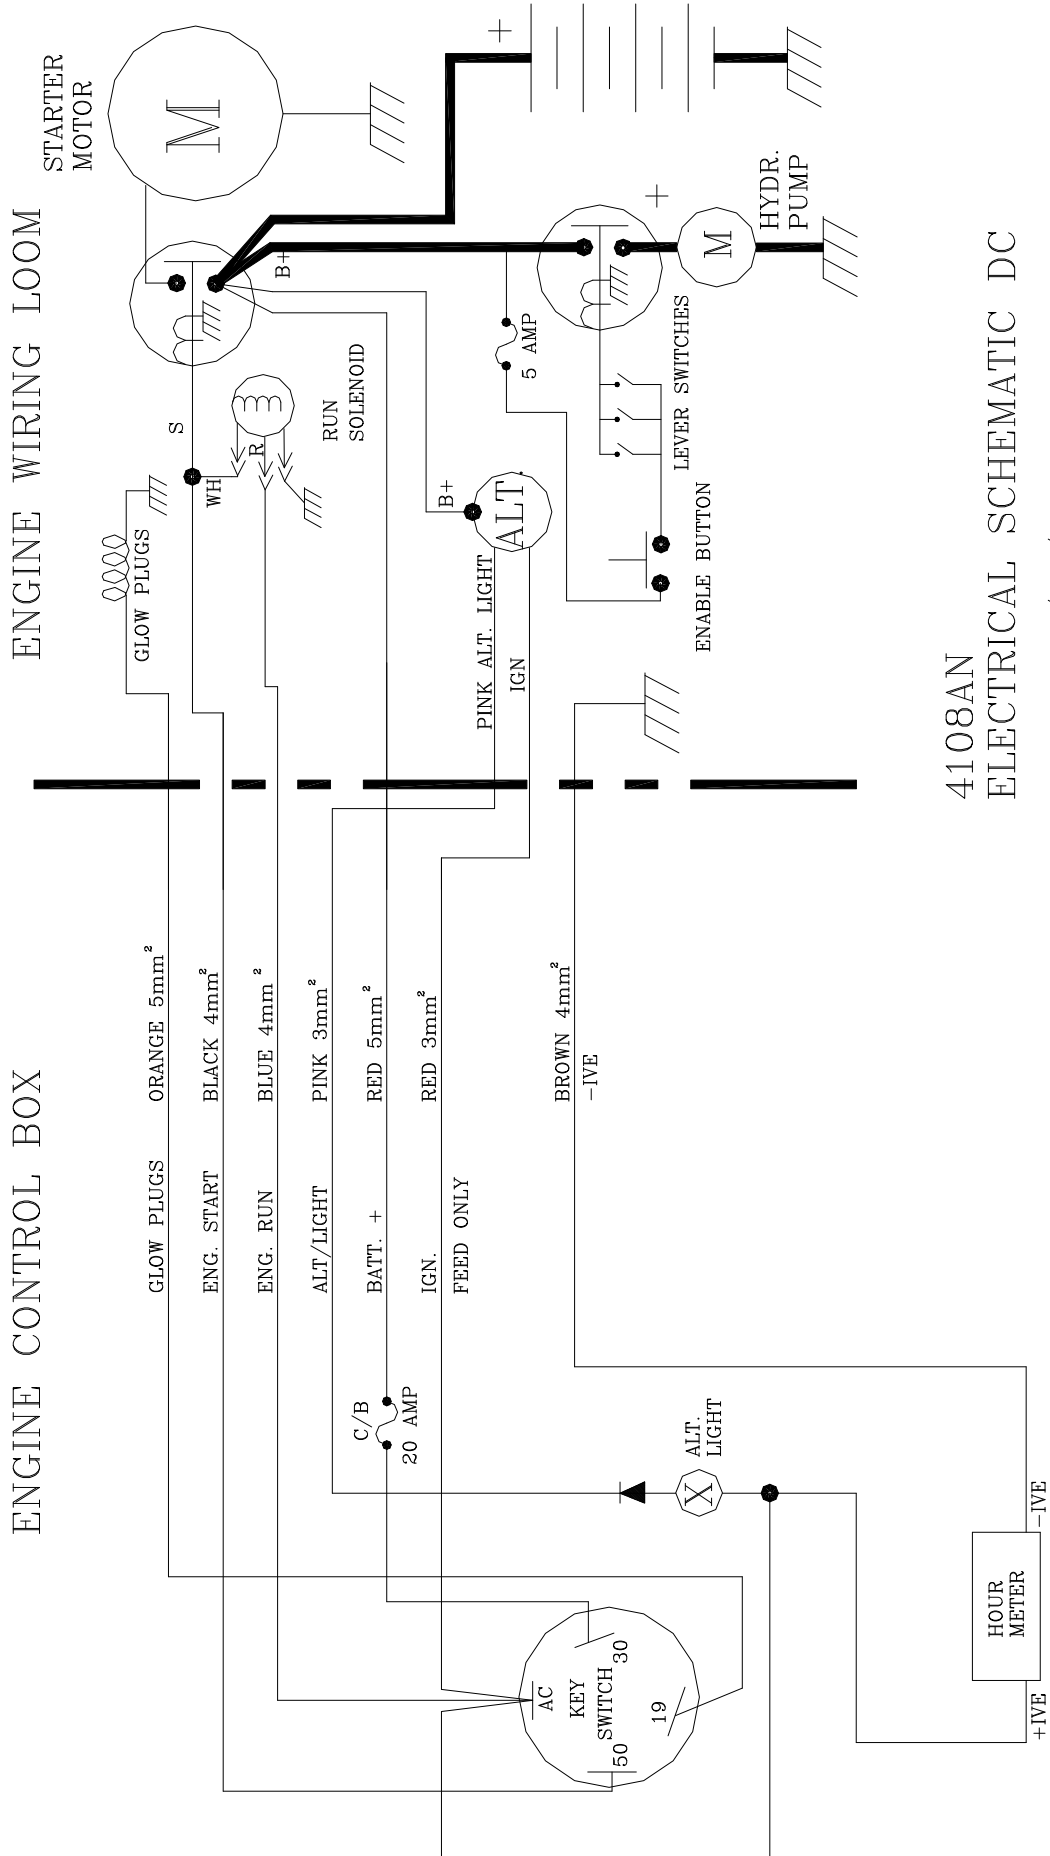 ENGINE CONTROL BOX
ENGINE WIRING LOOM
STARTER
MOTOR
M
GLOW PLUGS
ORANGE 5mm²
GLOW PLUGS
ENG. START
BLACK 4mm²
S
WH
ENG. RUN
BLUE 4mm²
R
B+
RUN
SOLENOID
ALT/LIGHT
PINK 3mm²
BATT. +
RED 5mm²
C/B
20 AMP
IGN.
FEED ONLY
RED 3mm²
B+
ALT.
PINK ALT. LIGHT
IGN
5 AMP
+
BROWN 4mm²
-IVE
AC
KEY
SWITCH
30
50
19
+
LEVER SWITCHES
ENABLE BUTTON
M
HYDR.
PUMP
X
ALT.
LIGHT
HOUR
METER
+IVE
-IVE
4108AN
ELECTRICAL SCHEMATIC DC